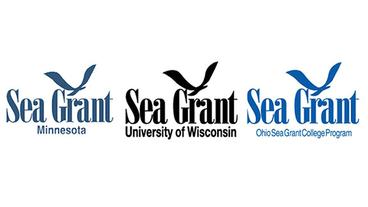 Sea Grant
Minnesota
Sea Grant
University of Wisconsin
Sea Grant
Ohio Sea Grant College Program